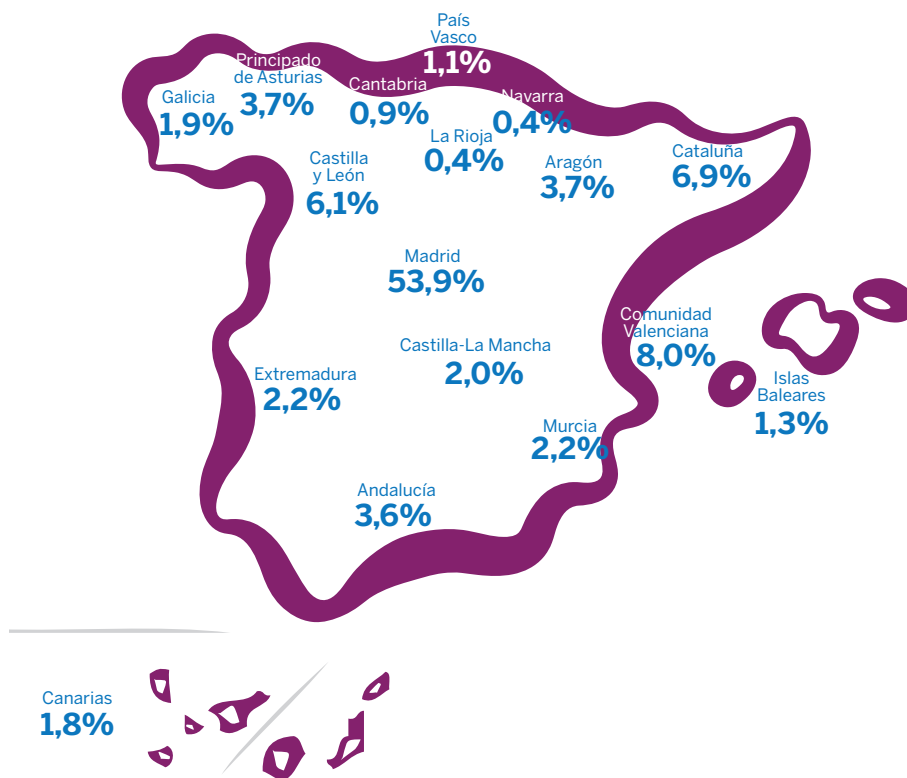 País
Vasco
1,1%
Principado
de Asturias
3,7%
Cantabria
0,9%
Navarra
0,4%
Galicia
1,9%
La Rioja
0,4%
Castilla
y León
6,1%
Aragón
3,7%
Cataluña
6,9%
Madrid
53,9%
Comunidad
Valenciana
8,0%
Castilla-La Mancha
2,0%
Extremadura
2,2%
Islas
Baleares
1,3%
Murcia
2,2%
Andalucía
3,6%
Canarias
1,8%